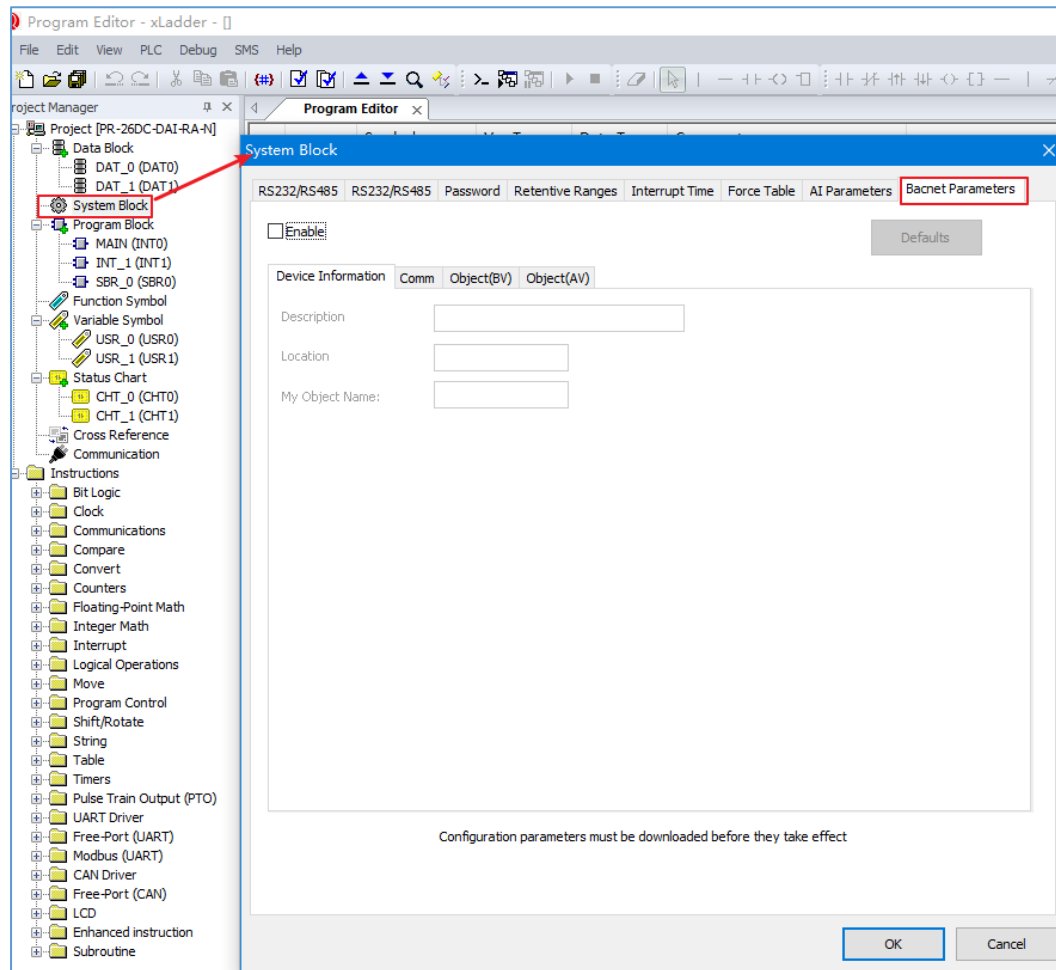 Program Editor - xLadder - []
File Edit View PLC Debug SMS Help
roject Manager
Program Editor
Project [PR-26DC-DAI-RA-N]
Data Block
DAT_0 (DAT0)
DAT_1 (DAT1)
System Block
Program Block
MAIN (INT0)
INT_1 (INT1)
SBR_0 (SBR0)
Function Symbol
Variable Symbol
USR_0 (USR0)
USR_1 (USR1)
Status Chart
CHT_0 (CHT0)
CHT_1 (CHT1)
Cross Reference
Communication
Instructions
Bit Logic
Clock
Communications
Compare
Convert
Counters
Floating-Point Math
Integer Math
Interrupt
Logical Operations
Move
Program Control
Shift/Rotate
String
Table
Timers
Pulse Train Output (PTO)
UART Driver
Free-Port (UART)
Modbus (UART)
CAN Driver
Free-Port (CAN)
LCD
Enhanced instruction
Subroutine
System Block
RS232/RS485 RS232/RS485 Password Retentive Ranges Interrupt Time Force Table AI Parameters Bacnet Parameters
Enable
Defaults
Device Information Comm Object(BV) Object(AV)
Description
Location
My Object Name:
Configuration parameters must be downloaded before they take effect
OK Cancel